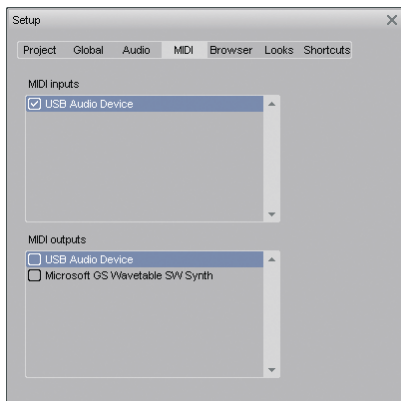 Setup
Project Global Audio MIDI Browser Looks Shortcuts
MIDI inputs
USB Audio Device
MIDI outputs
USB Audio Device
Microsoft GS Wavetable SW Synth